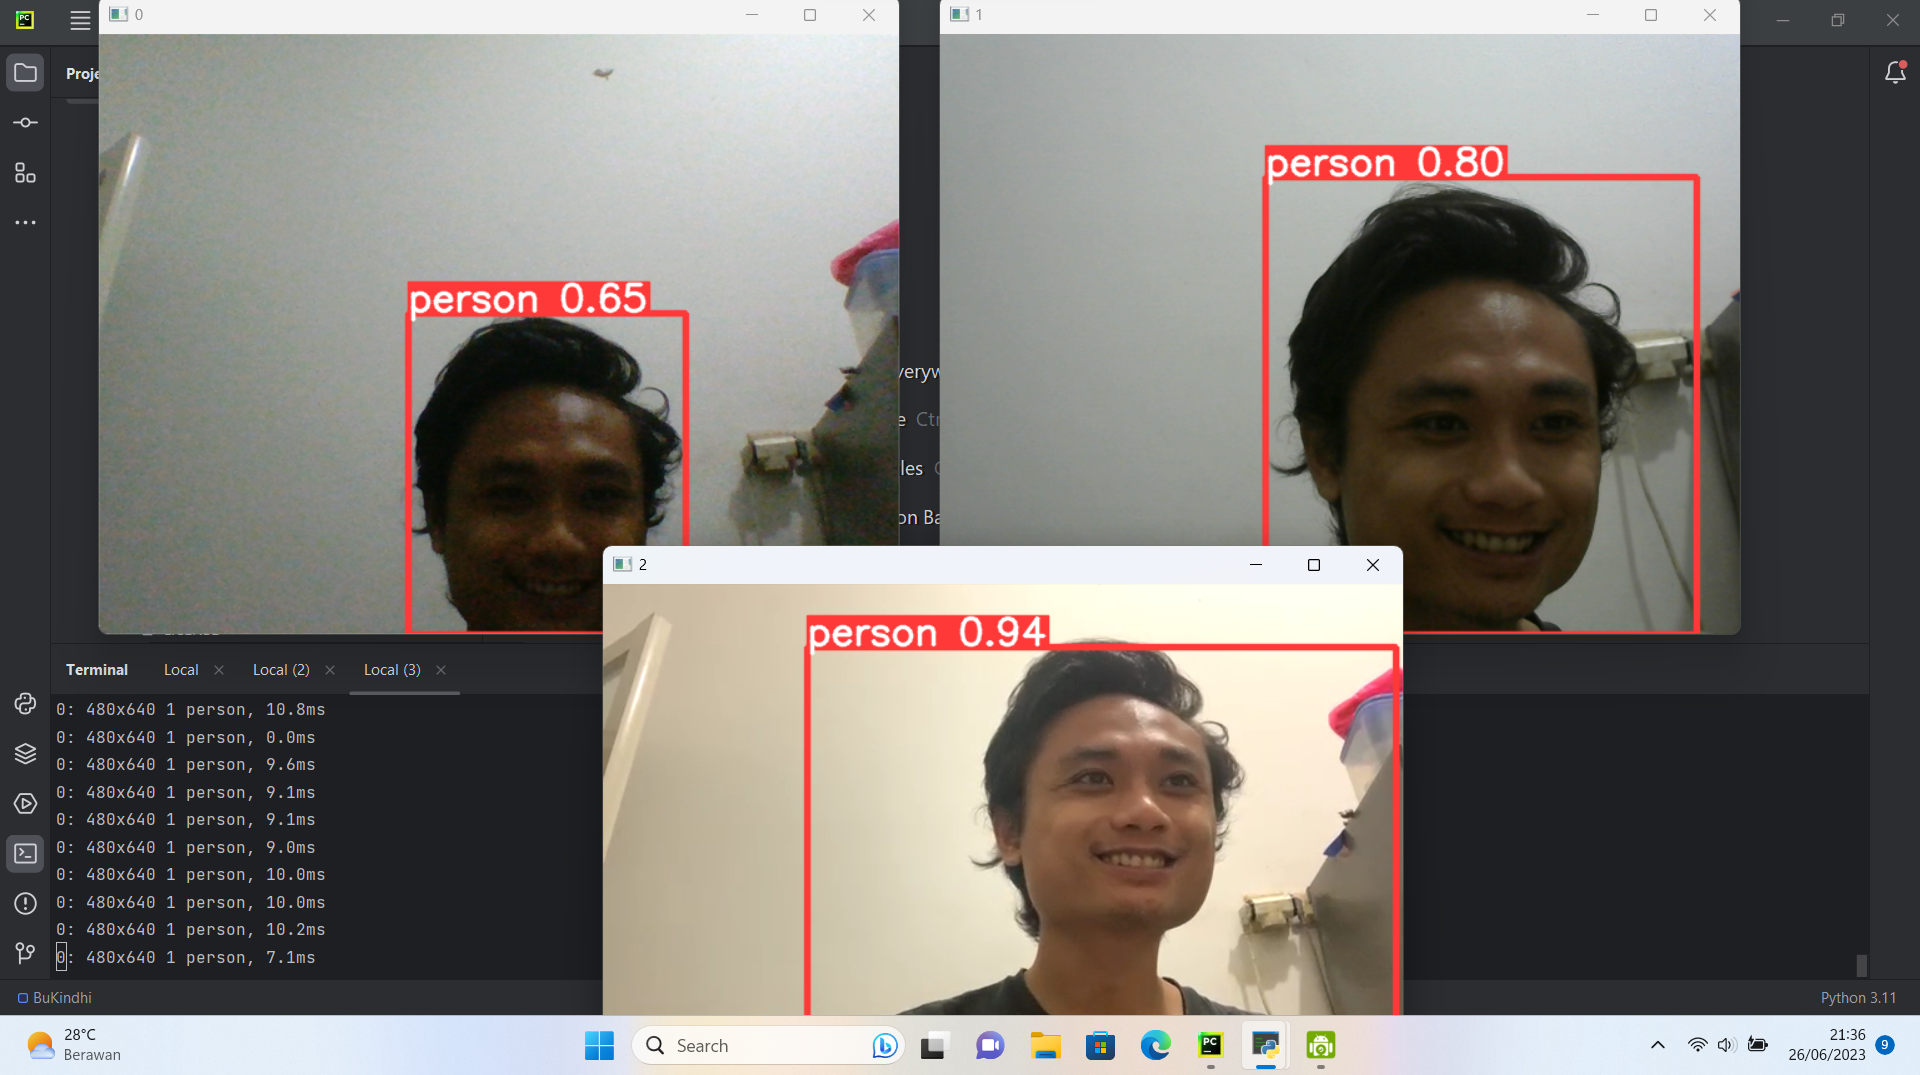 PC
0
1
Proje
person 0.65
person 0.80
veryw
e Ctr
les
on Ba
2
person 0.94
Terminal Local Local (2) Local (3)
0: 480x640 1 person, 10.8ms
0: 480x640 1 person, 0.0ms
0: 480x640 1 person, 9.6ms
0: 480x640 1 person, 9.1ms
0: 480x640 1 person, 9.1ms
0: 480x640 1 person, 9.0ms
0: 480x640 1 person, 10.0ms
0: 480x640 1 person, 10.0ms
0: 480x640 1 person, 10.2ms
0: 480x640 1 person, 7.1ms
BuKindhi
Python 3.11
28°C
Berawan
Search
PC
21:36
26/06/2023
9